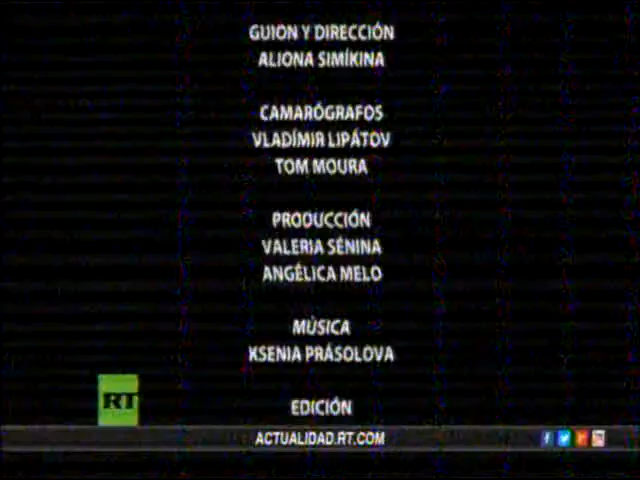 GUION Y DIRECCIÓN
ALIONA SIMÍKINA
CAMARÓGRAFOS
VLADÍMIR LIPÁTOV
TOM MOURA
PRODUCCIÓN
VALERIA SÉNINA
ANGÉLICA MELO
MÚSICA
KSENIA PRÁSOLOVA
EDICIÓN
RT
ACTUALIDAD.RT.COM